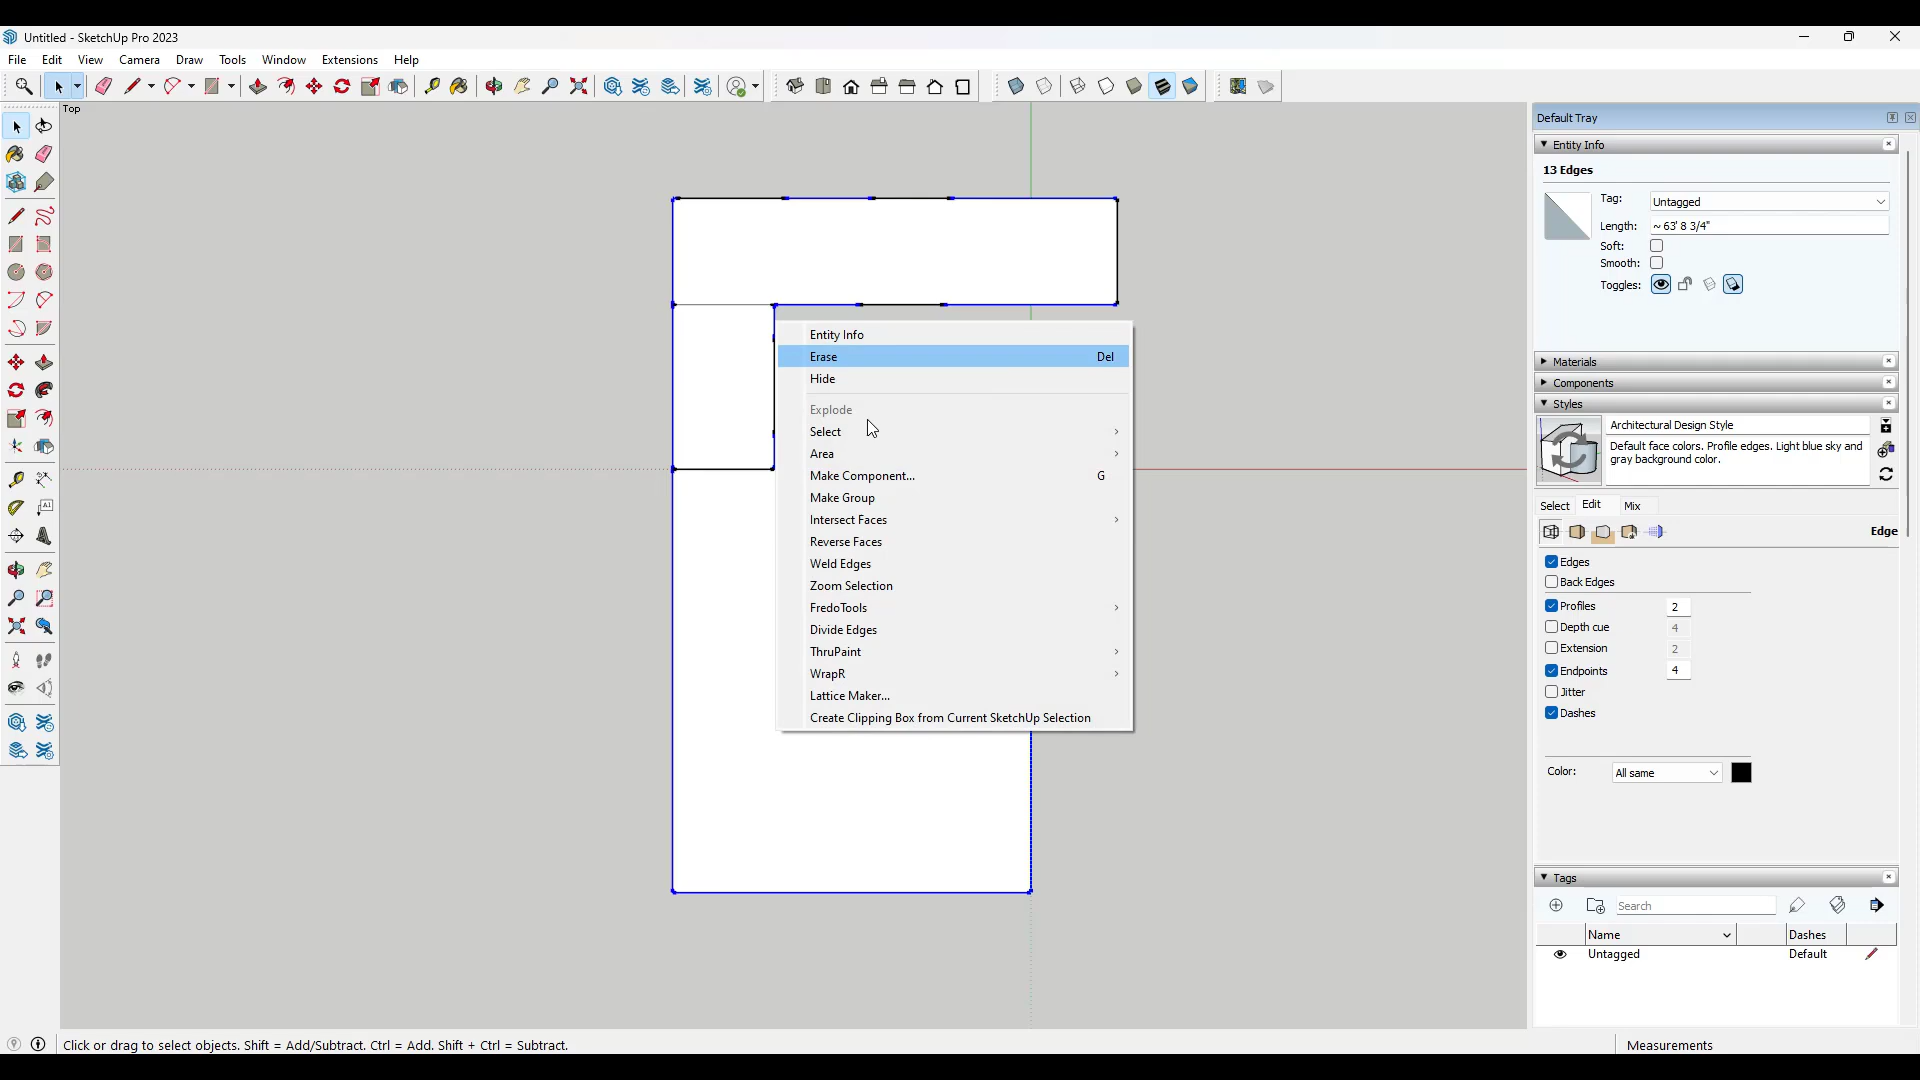 Untitled - SketchUp Pro 2023
File Edit View Camera Draw Tools Window Extensions Help
Top
Default Tray
Entity Info
13 Edges
Tag: Untagged
Length: ~ 63' 8 3/4"
Soft:
Smooth:
Toggles:
Entity Info
Erase Del
Hide
Explode
Select
Area
Make Component... G
Make Group
Intersect Faces
Reverse Faces
Weld Edges
Zoom Selection
FredoTools
Divide Edges
ThruPaint
WrapR
Lattice Maker...
Create Clipping Box from Current SketchUp Selection
Materials
Components
Styles
Architectural Design Style
Default face colors. Profile edges. Light blue sky and
gray background color.
Select Edit Mix
Edge
Edges
Back Edges
Profiles 2
Depth cue 4
Extension 2
Endpoints 4
Jitter
Dashes
Color: All same
Tags
Search
Name Dashes
Untagged Default
Click or drag to select objects. Shift = Add/Subtract. Ctrl = Add. Shift + Ctrl = Subtract.
Measurements